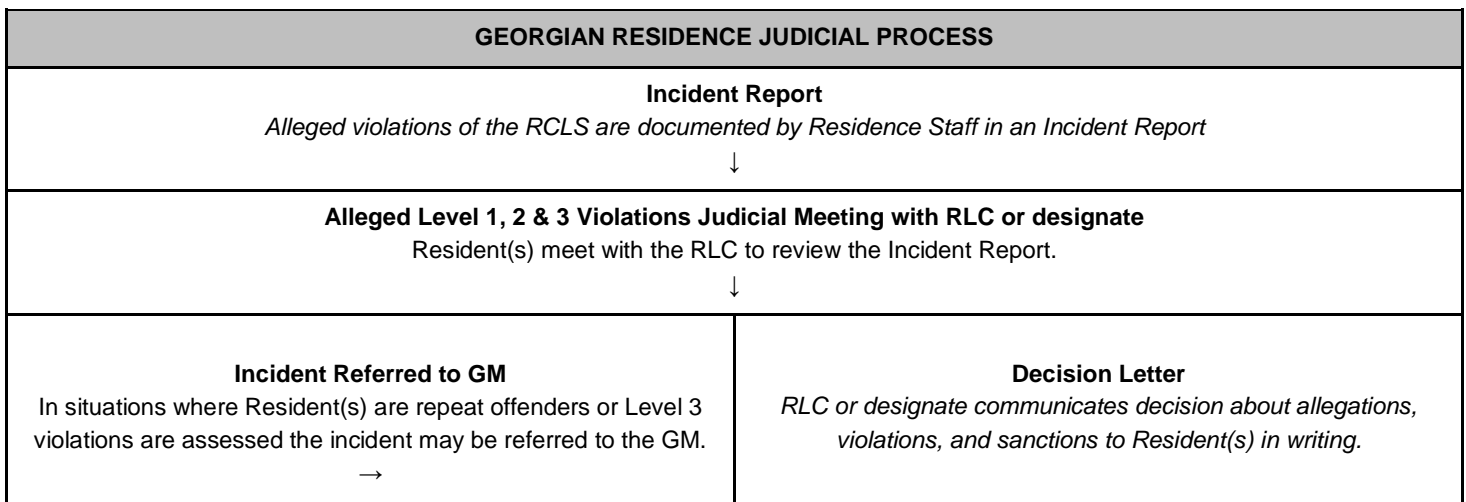 GEORGIAN RESIDENCE JUDICIAL PROCESS
Incident Report
Alleged violations of the RCLS are documented by Residence Staff in an Incident Report
↓
Alleged Level 1, 2 & 3 Violations Judicial Meeting with RLC or designate
Resident(s) meet with the RLC to review the Incident Report.
↓
Incident Referred to GM
In situations where Resident(s) are repeat offenders or Level 3
violations are assessed the incident may be referred to the GM.
→
Decision Letter
RLC or designate communicates decision about allegations,
violations, and sanctions to Resident(s) in writing.